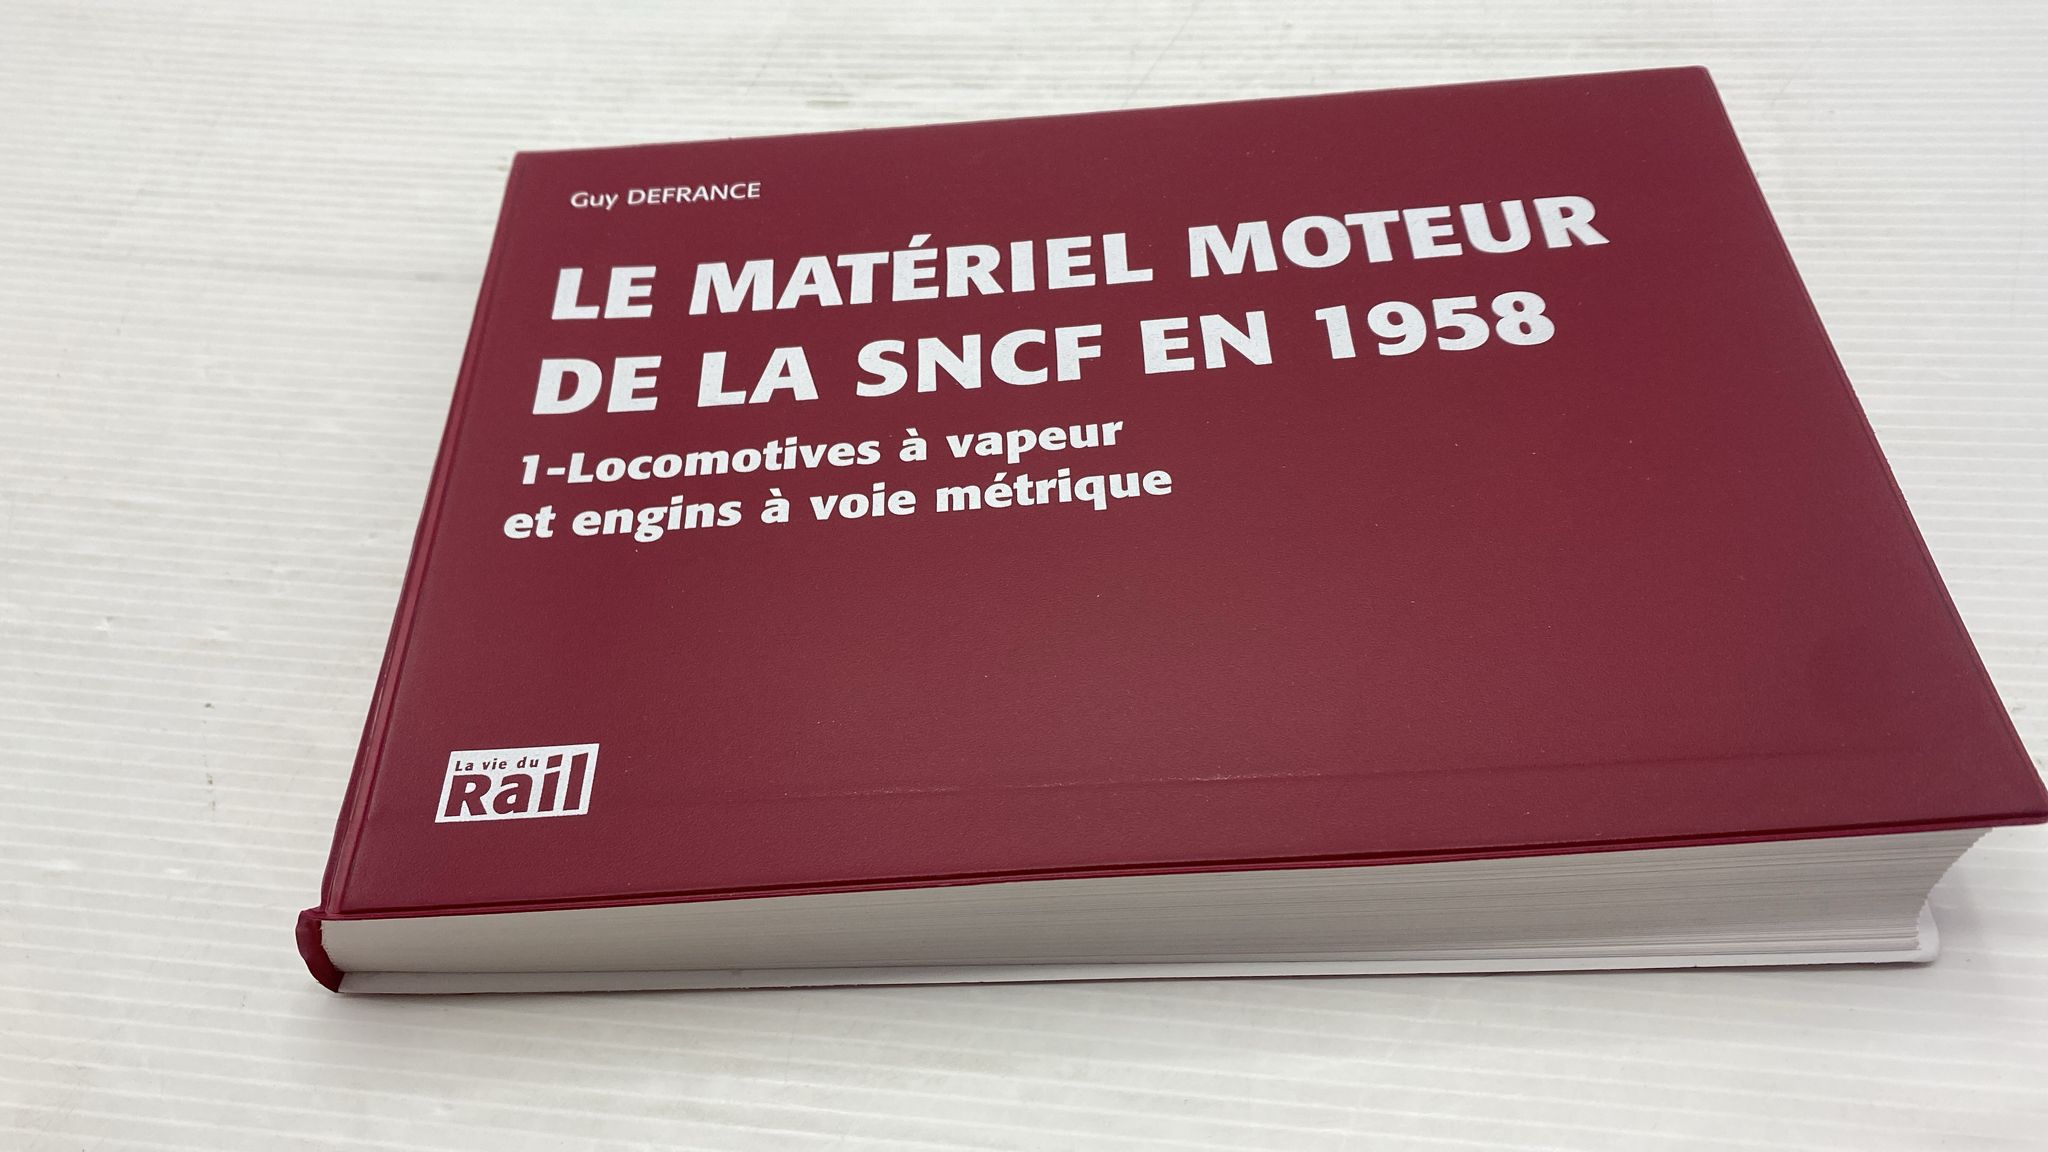 Guy DEFRANCE
LE MATÉRIEL MOTEUR
DE LA SNCF EN 1958
1-Locomotives à vapeur
et engins à voie métrique
La vie du
Rail